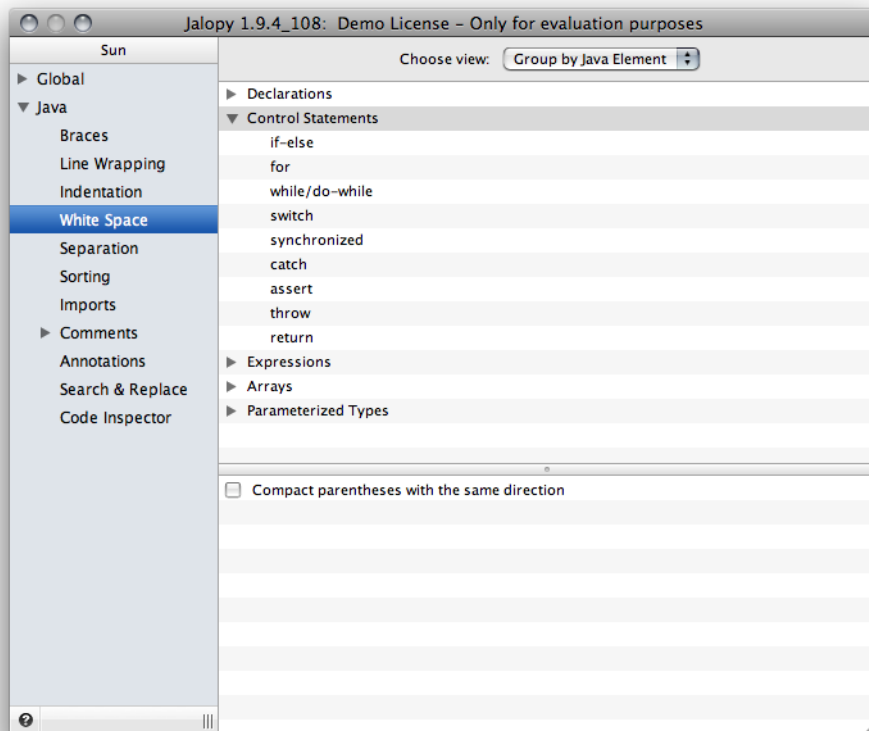 Jalopy 1.9.4_108: Demo License – Only for evaluation purposes
Sun
Global
Java
Braces
Line Wrapping
Indentation
White Space
Separation
Sorting
Imports
Comments
Annotations
Search & Replace
Code Inspector
Choose view: Group by Java Element
Declarations
Control Statements
if-else
for
while/do-while
switch
synchronized
catch
assert
throw
return
Expressions
Arrays
Parameterized Types
Compact parentheses with the same direction
?